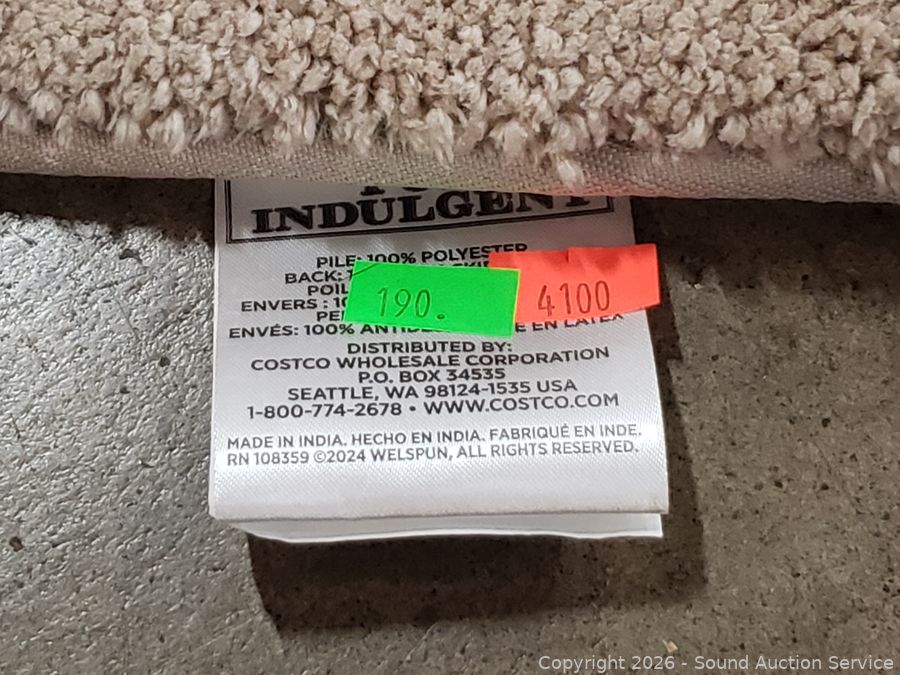 INDULGENT
PILE: 100% POLYESTER
BACK:
POIL
ENVERS : 10
190.
4100
ENVÉS: 100% EN LATEX
DISTRIBUTED BY:
COSTCO WHOLESALE CORPORATION
P.O. BOX 34535
SEATTLE, WA 98124-1535 USA
1-800-774-2678 • WWW.COSTCO.COM
MADE IN INDIA. HECHO EN INDIA. FABRIQUÉ EN INDE.
RN 108359 ©2024 WELSPUN, ALL RIGHTS RESERVED.
Copyright © 2026 - Sound Auction Service